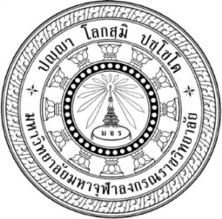 ปญฺญา โลกสฺมิ ปชฺโชโต
มหาวิทยาลัยมหาจุฬาลงกรณราชวิทยาลัย
มจร